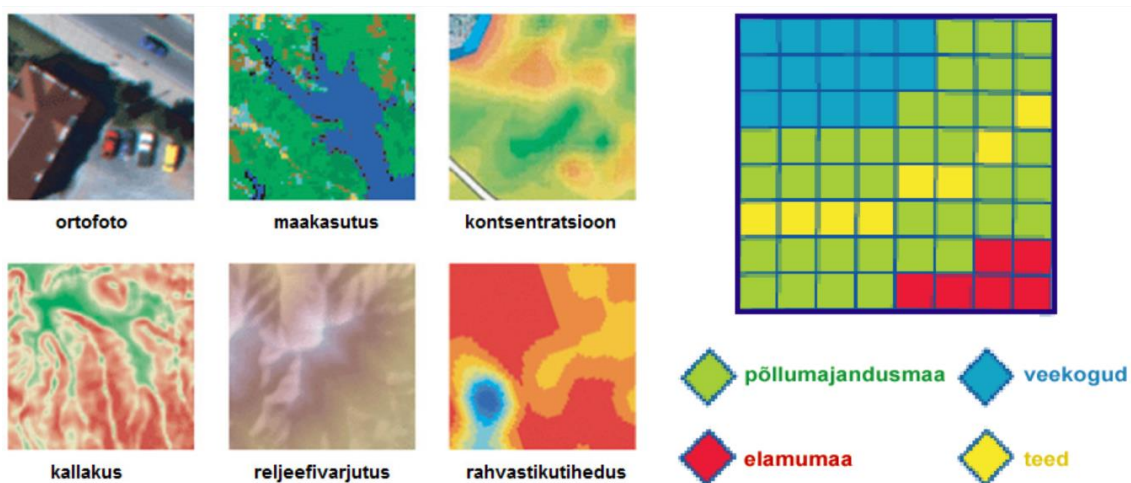 ortofoto
maakasutus
kontsentratsioon
kallakus
reljeefivarjutus
rahvastikutihedus
põllumajandusmaa
veekogud
elamumaa
teed